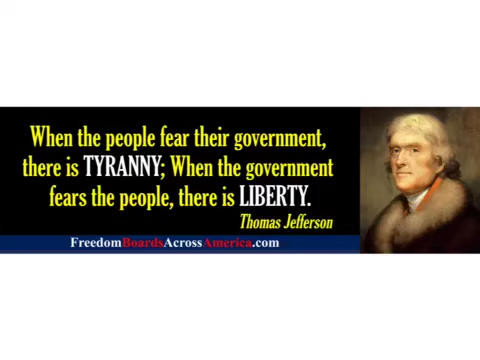 When the people fear their government,
there is TYRANNY; When the government
fears the people, there is LIBERTY.
Thomas Jefferson
FreedomBoardsAcrossAmerica.com